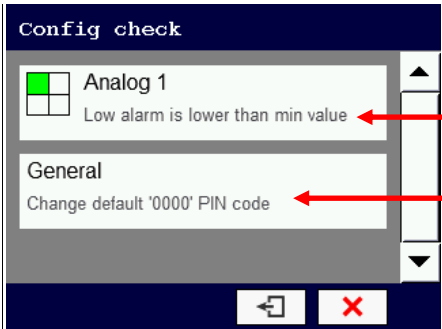 Config check
Analog 1
Low alarm is lower than min value
General
Change default '0000' PIN code